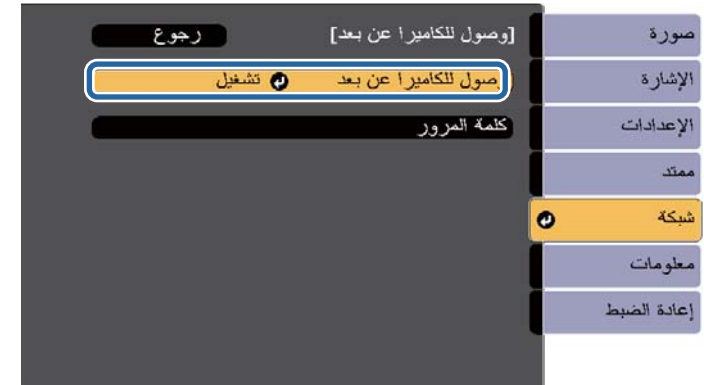 صورة
الإشارة
الإعدادات
ممتد
شبكة
معلومات
إعادة الضبط
[وصول للكاميرا عن بعد] رجوع
وصول للكاميرا عن بعد تشغيل
كلمة المرور